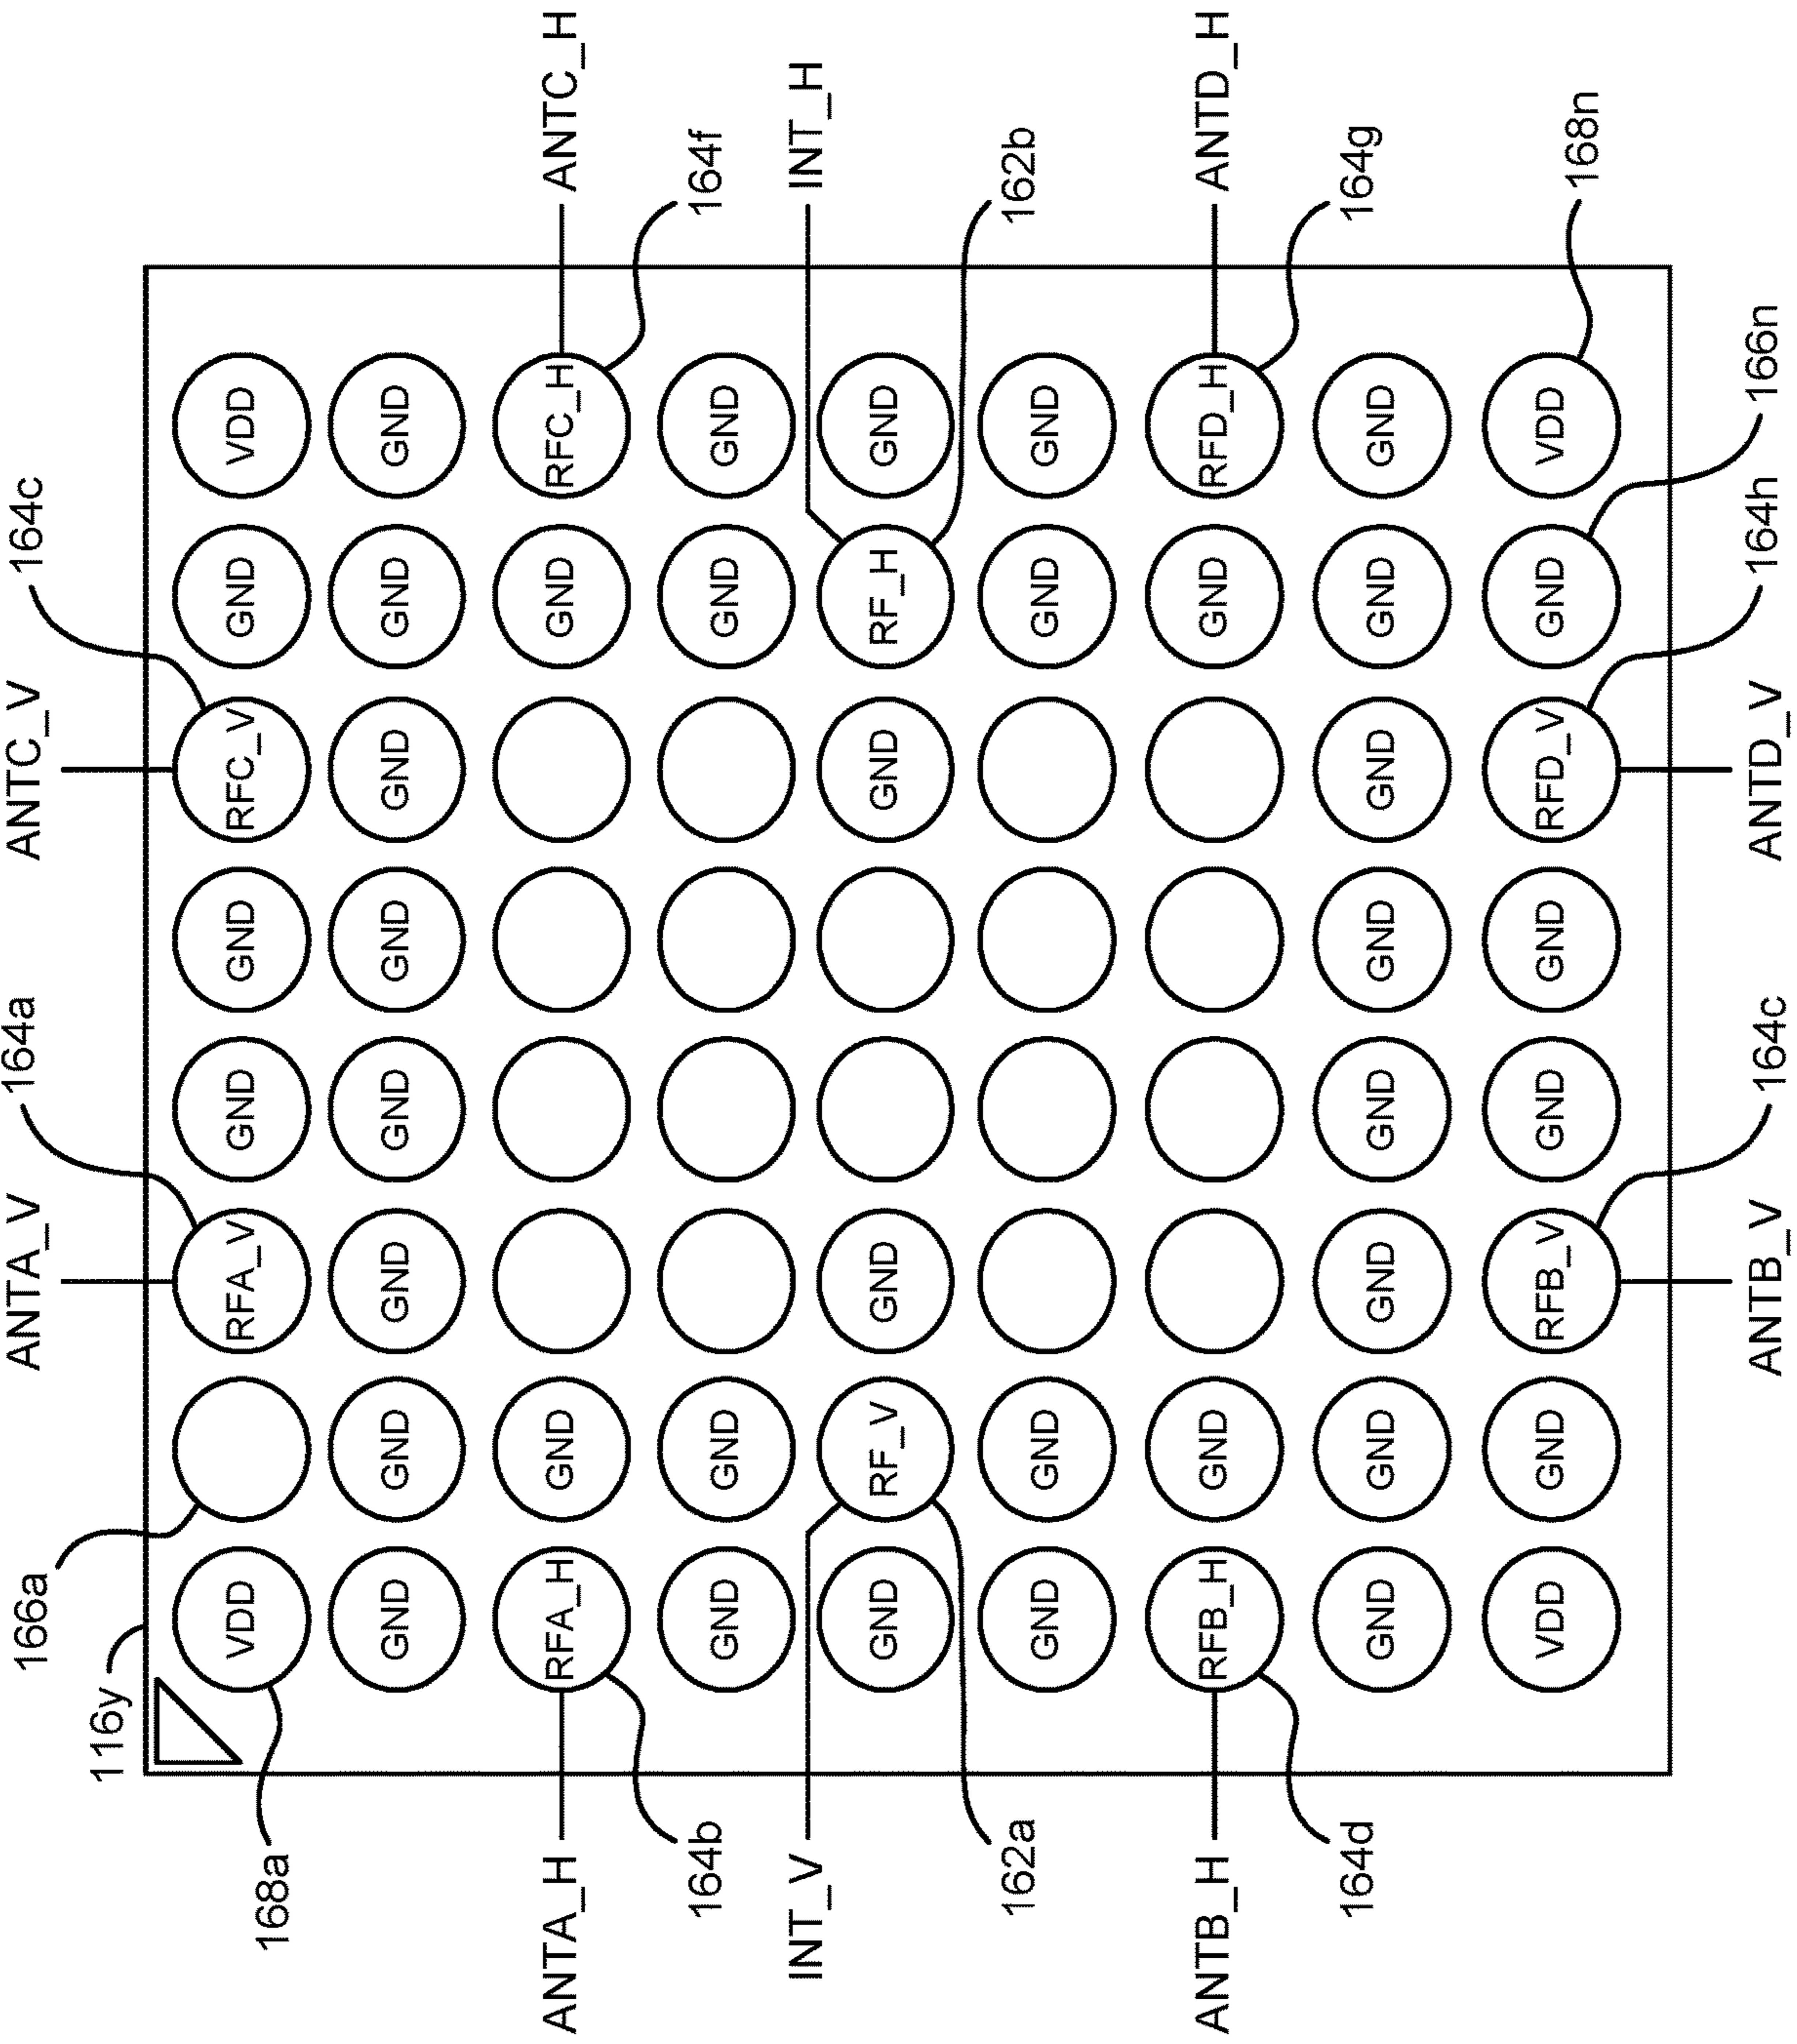 166a ANTA_V 164a ANTC_V 164c
116y
168a VDD RFA_V GND GND RFC_V GND VDD
GND GND GND GND GND GND GND GND
ANTA_H RFA_H GND GND RFC_H ANTC_H
164b 164f
GND GND GND GND
INT_V INT_H
GND RF_V GND GND RF_H GND
162a 162b
GND GND GND GND
ANTB_H RFB_H GND GND RFD_H ANTD_H
164d 164g
GND GND GND GND GND GND GND GND
VDD GND RFB_V GND GND RFD_V GND VDD 168n
ANTB_V 164c ANTD_V 164h 166n